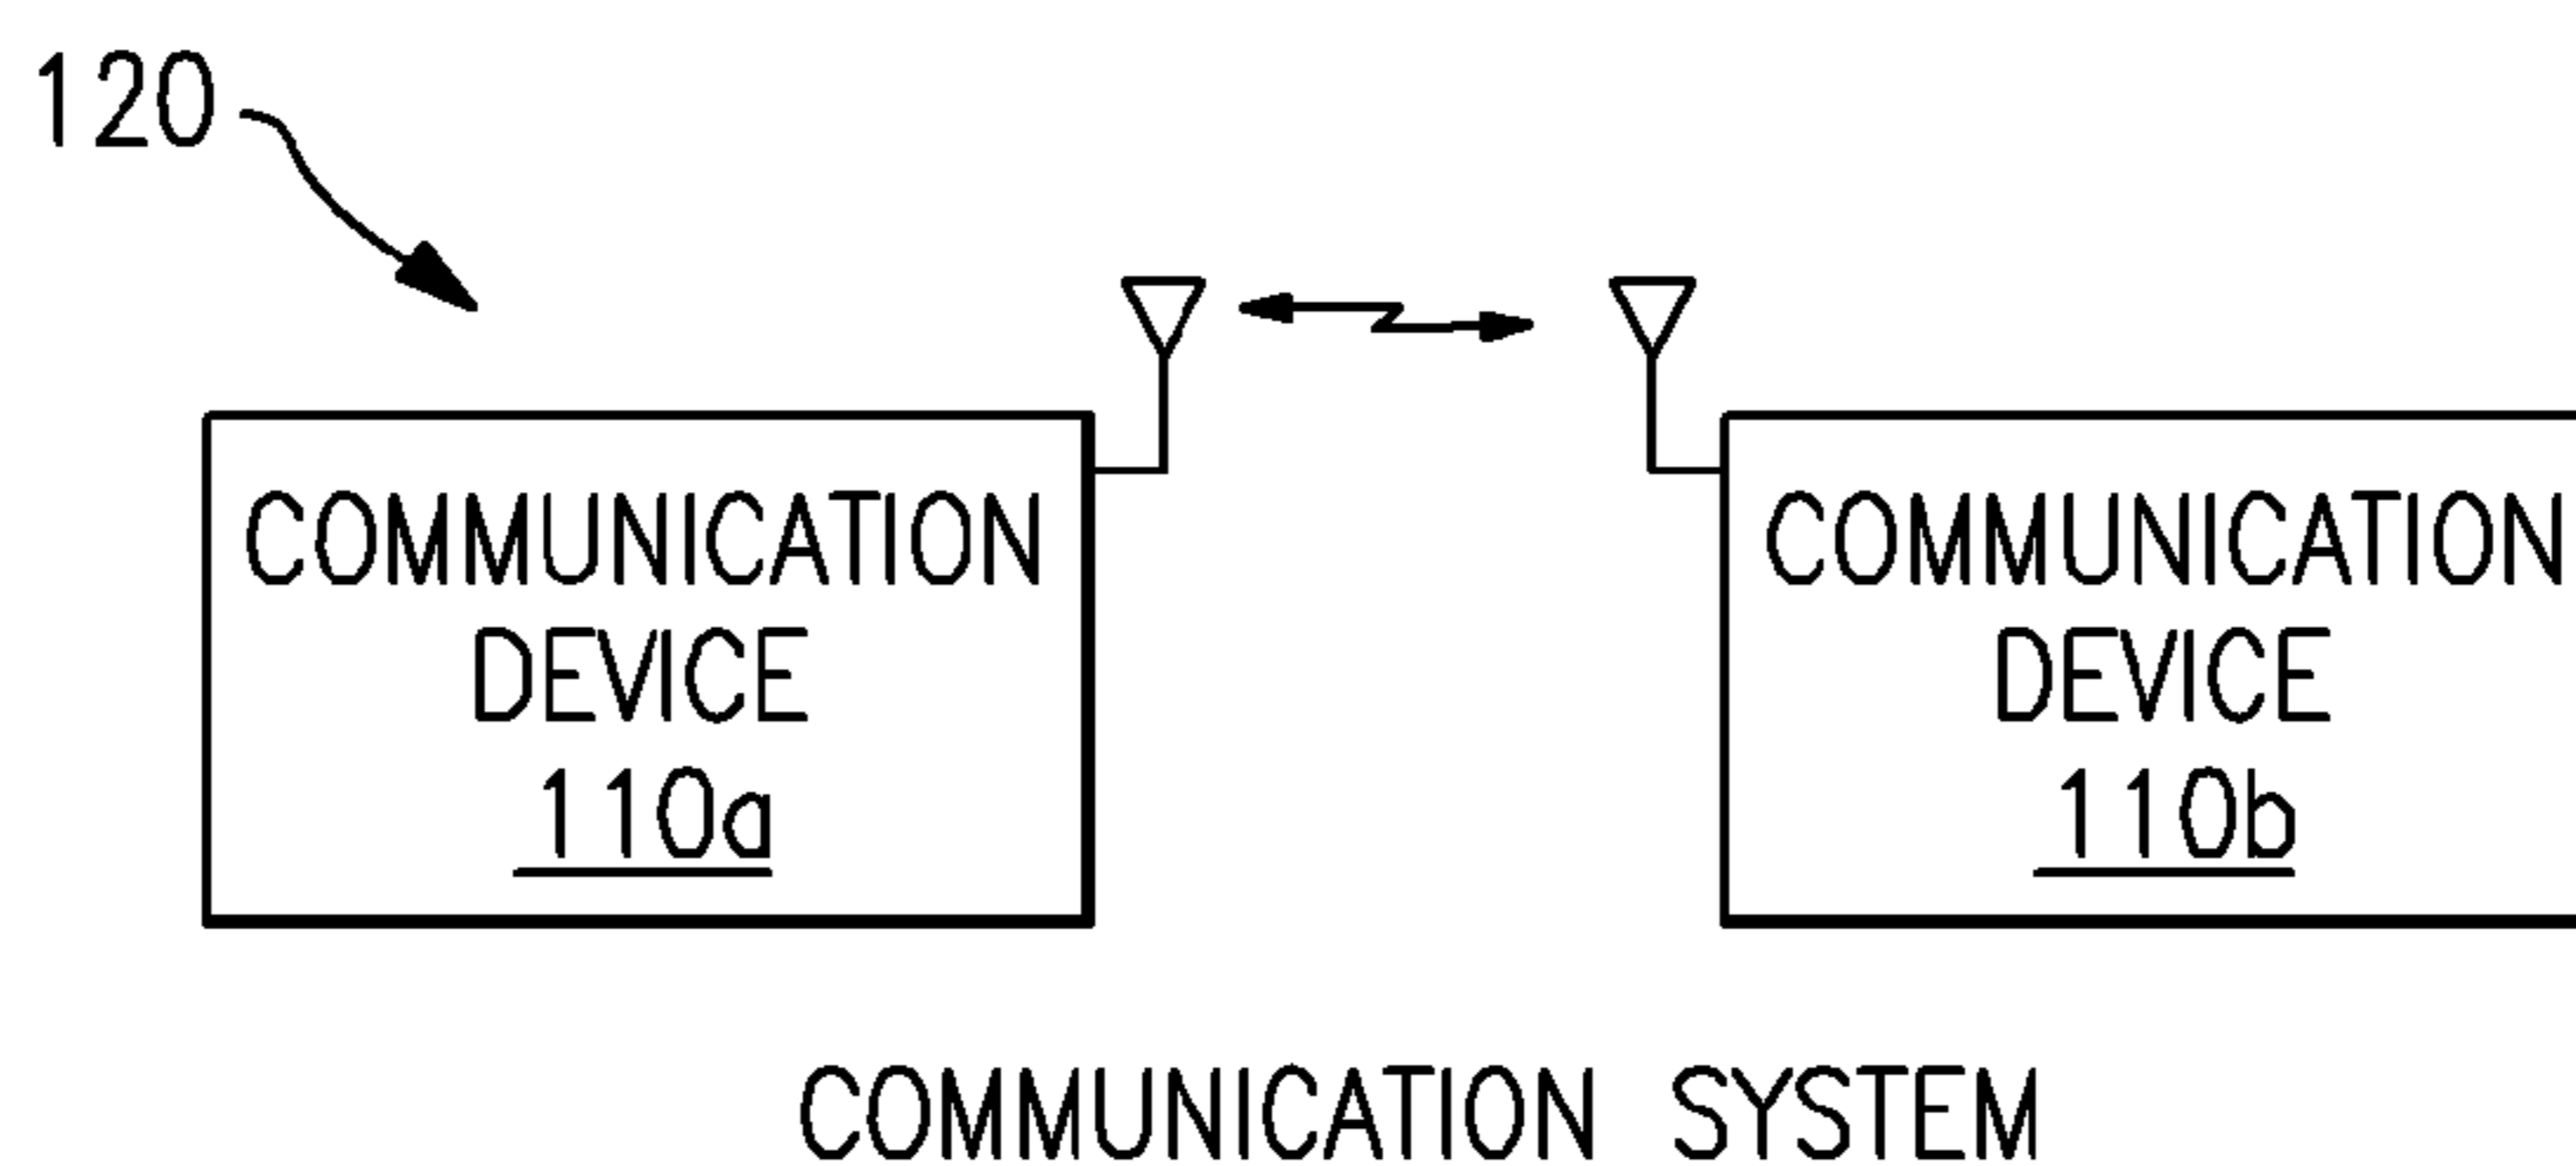 120
COMMUNICATION
DEVICE
110a
COMMUNICATION
DEVICE
110b
COMMUNICATION SYSTEM